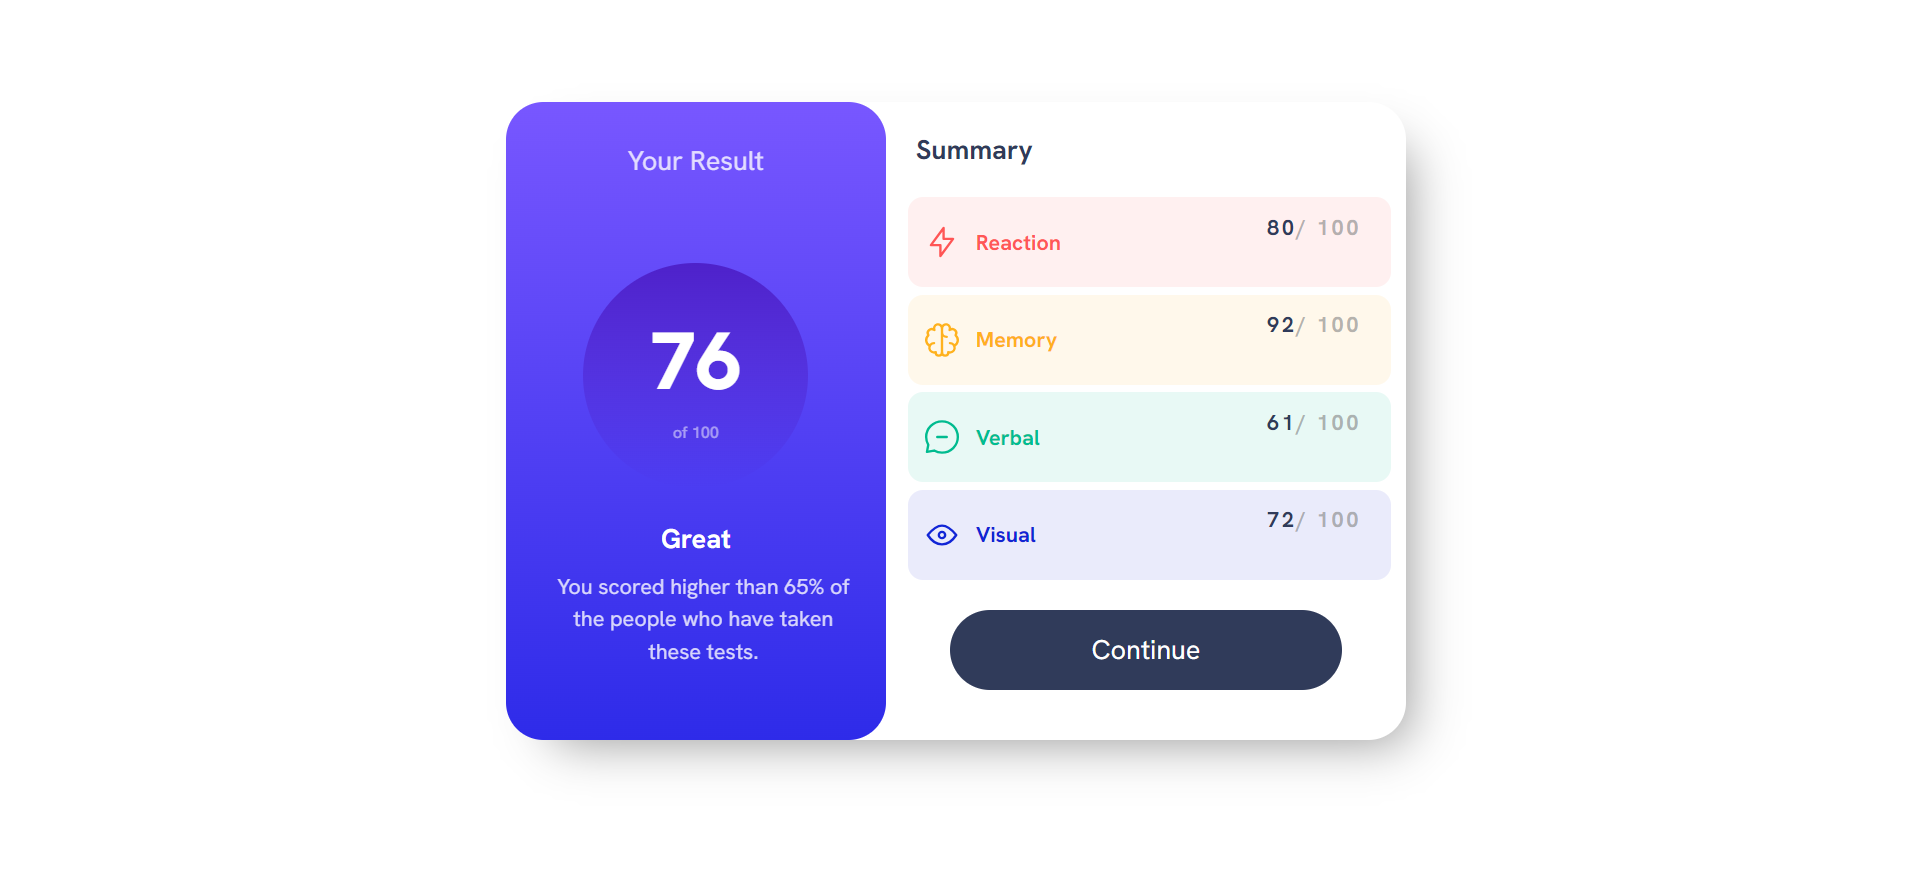 Your Result
76
of 100
Great
You scored higher than 65% of
the people who have taken
these tests.
Summary
Reaction 80/ 100
Memory 92/ 100
Verbal 61/ 100
Visual 72/ 100
Continue